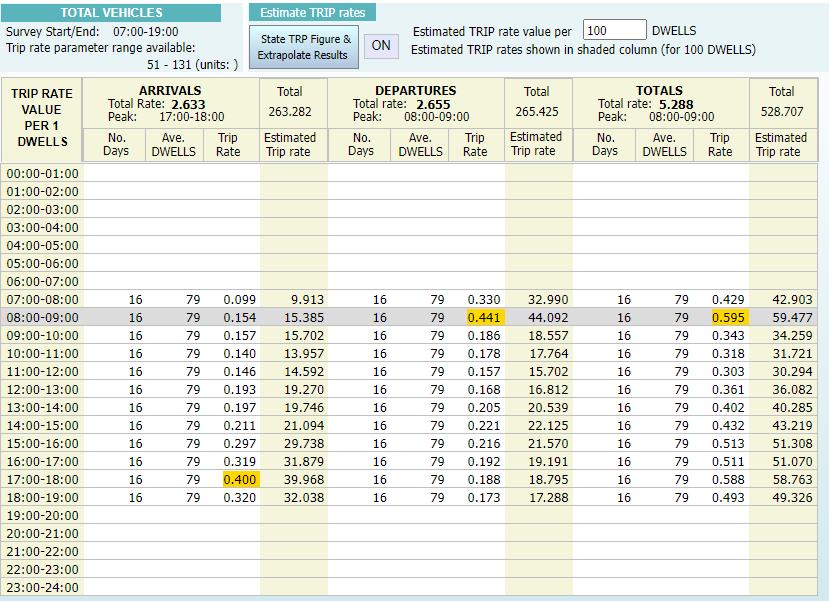 TOTAL VEHICLES
Survey Start/End: 07:00-19:00
Trip rate parameter range available:
51 - 131 (units: )
Estimate TRIP rates
State TRP Figure &
Extrapolate Results
ON
Estimated TRIP rate value per 100 DWELLS
Estimated TRIP rates shown in shaded column (for 100 DWELLS)
TRIP RATE
VALUE
PER 1
DWELLS
ARRIVALS
Total Rate: 2.633
Peak: 17:00-18:00
Total
263.282
DEPARTURES
Total rate: 2.655
Peak: 08:00-09:00
Total
265.425
TOTALS
Total rate: 5.288
Peak: 08:00-09:00
Total
528.707
No. Days Ave. DWELLS Trip Rate Estimated Trip rate No. Days Ave. DWELLS Trip Rate Estimated Trip rate No. Days Ave. DWELLS Trip Rate Estimated Trip rate
00:00-01:00
01:00-02:00
02:00-03:00
03:00-04:00
04:00-05:00
05:00-06:00
06:00-07:00
07:00-08:00 16 79 0.099 9.913 16 79 0.330 32.990 16 79 0.429 42.903
08:00-09:00 16 79 0.154 15.385 16 79 0.441 44.092 16 79 0.595 59.477
09:00-10:00 16 79 0.157 15.702 16 79 0.186 18.557 16 79 0.343 34.259
10:00-11:00 16 79 0.140 13.957 16 79 0.178 17.764 16 79 0.318 31.721
11:00-12:00 16 79 0.146 14.592 16 79 0.157 15.702 16 79 0.303 30.294
12:00-13:00 16 79 0.193 19.270 16 79 0.168 16.812 16 79 0.361 36.082
13:00-14:00 16 79 0.197 19.746 16 79 0.205 20.539 16 79 0.402 40.285
14:00-15:00 16 79 0.211 21.094 16 79 0.221 22.125 16 79 0.432 43.219
15:00-16:00 16 79 0.297 29.738 16 79 0.216 21.570 16 79 0.513 51.308
16:00-17:00 16 79 0.319 31.879 16 79 0.192 19.191 16 79 0.511 51.070
17:00-18:00 16 79 0.400 39.968 16 79 0.188 18.795 16 79 0.588 58.763
18:00-19:00 16 79 0.320 32.038 16 79 0.173 17.288 16 79 0.493 49.326
19:00-20:00
20:00-21:00
21:00-22:00
22:00-23:00
23:00-24:00